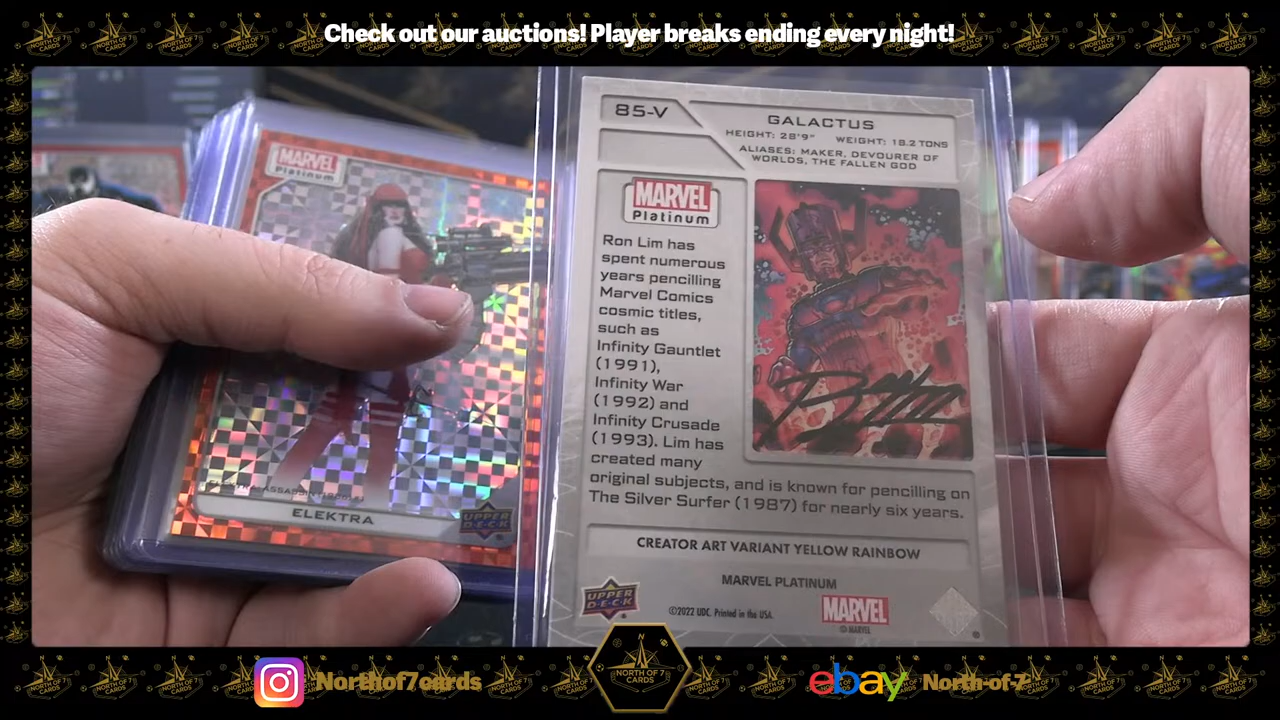 Check out our auctions! Player breaks ending every night!
MARVEL
Platinum
ELEKTRA
UPPER
D·E·C·K
85-V
GALACTUS
HEIGHT: 28'9" WEIGHT: 18.2 TONS
ALIASES: MAKER, DEVOURER OF
WORLDS, THE FALLEN GOD
MARVEL
Platinum
Ron Lim has
spent numerous
years pencilling
Marvel Comics
cosmic titles,
such as
Infinity Gauntlet
(1991),
Infinity War
(1992) and
Infinity Crusade
(1993). Lim has
created many
original subjects, and is known for pencilling on
The Silver Surfer (1987) for nearly six years.
CREATOR ART VARIANT YELLOW RAINBOW
MARVEL PLATINUM
UPPER
D·E·C·K
©2022 UDC. Printed in the USA.
MARVEL
© MARVEL
NORTH OF 7
CARDS
Northof7cards
ebay North-of-7